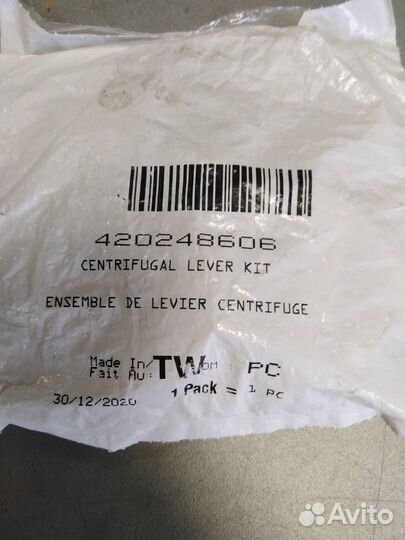 420248606
CENTRIFUGAL LEVER KIT
ENSEMBLE DE LEVIER CENTRIFUGE
Made In/
Fait Au: TW OM : PC
1 Pack = 1 PC
30/12/2020
Avito